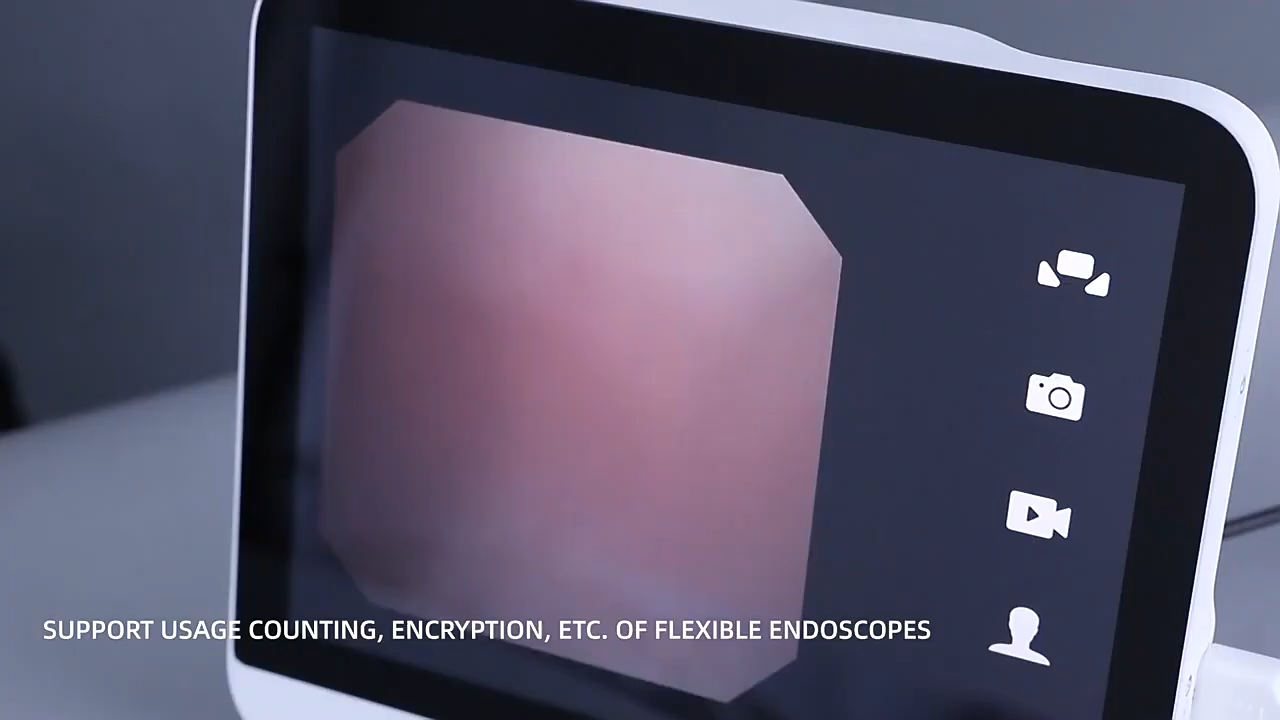 SUPPORT USAGE COUNTING, ENCRYPTION, ETC. OF FLEXIBLE ENDOSCOPES